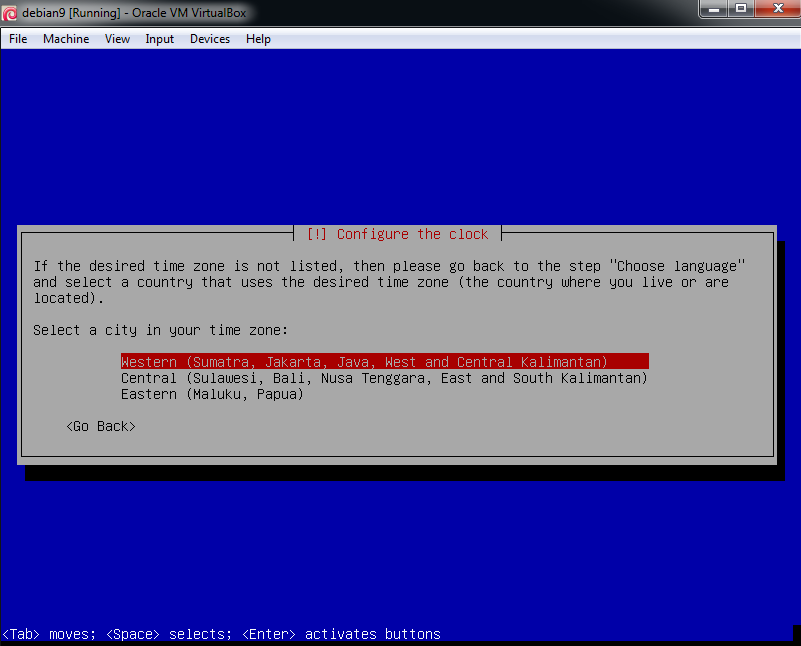 debian9 [Running] - Oracle VM VirtualBox
File Machine View Input Devices Help
[!] Configure the clock
If the desired time zone is not listed, then please go back to the step "Choose language"
and select a country that uses the desired time zone (the country where you live or are
located).
Select a city in your time zone:
Western (Sumatra, Jakarta, Java, West and Central Kalimantan)
Central (Sulawesi, Bali, Nusa Tenggara, East and South Kalimantan)
Eastern (Maluku, Papua)
<Go Back>
<Tab> moves; <Space> selects; <Enter> activates buttons